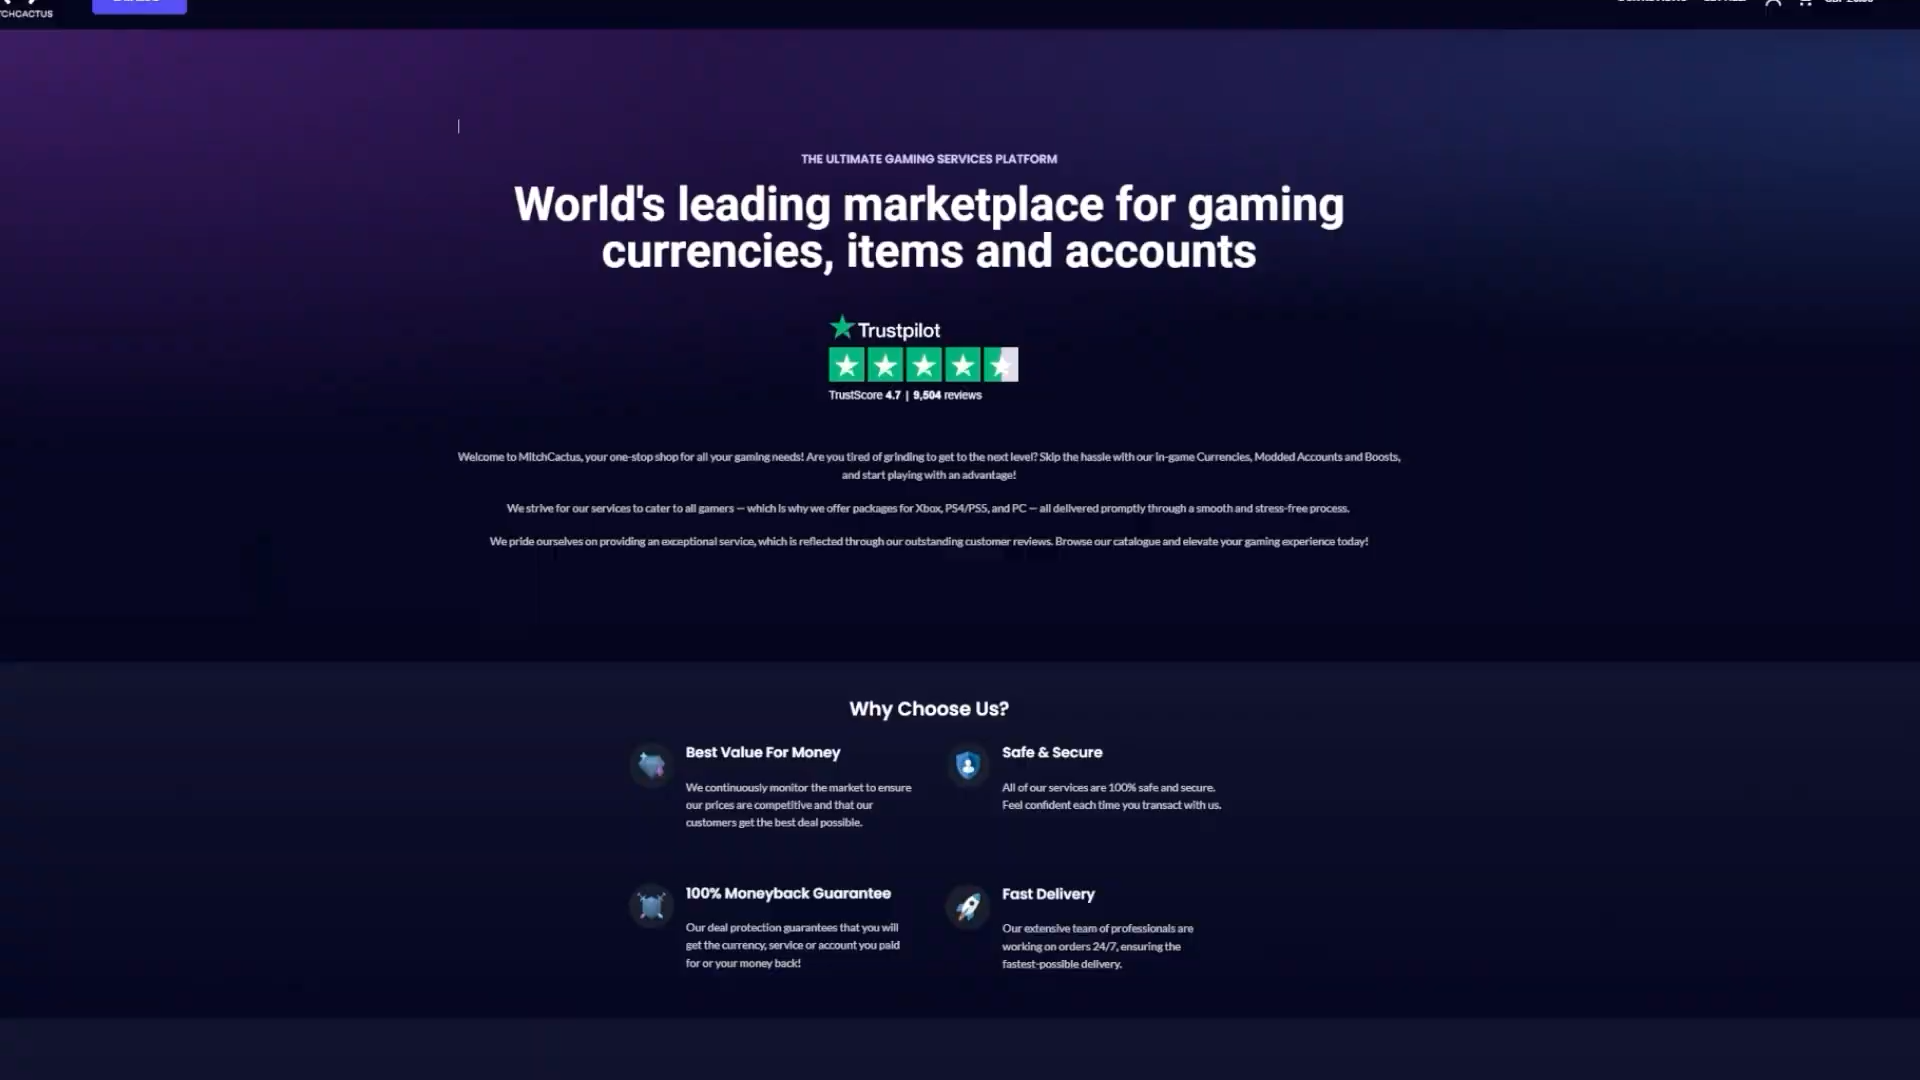 THE ULTIMATE GAMING SERVICES PLATFORM
World's leading marketplace for gaming
currencies, items and accounts
Trustpilot
TrustScore 4.7 | 9,504 reviews
Welcome to MitchCactus, your one-stop shop for all your gaming needs! Are you tired of grinding to get to the next level? Skip the hassle with our in-game Currencies, Modded Accounts and Boosts,
and start playing with an advantage!
We strive for our services to cater to all gamers — which is why we offer packages for Xbox, PS4/PS5, and PC — all delivered promptly through a smooth and stress-free process.
We pride ourselves on providing an exceptional service, which is reflected through our outstanding customer reviews. Browse our catalogue and elevate your gaming experience today!
Why Choose Us?
Best Value For Money
We continuously monitor the market to ensure
our prices are competitive and that our
customers get the best deal possible.
Safe & Secure
All of our services are 100% safe and secure.
Feel confident each time you transact with us.
100% Moneyback Guarantee
Our deal protection guarantees that you will
get the currency, service or account you paid
for or your money back!
Fast Delivery
Our extensive team of professionals are
working on orders 24/7, ensuring the
fastest-possible delivery.